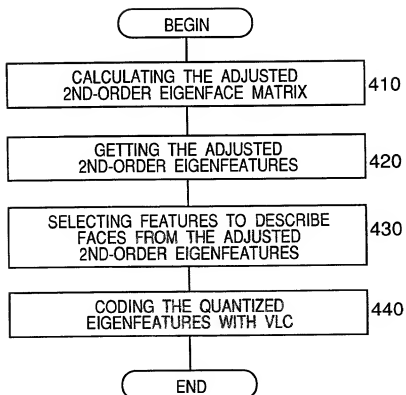 BEGIN
CALCULATING THE ADJUSTED
2ND-ORDER EIGENFACE MATRIX
410
GETTING THE ADJUSTED
2ND-ORDER EIGENFEATURES
420
SELECTING FEATURES TO DESCRIBE
FACES FROM THE ADJUSTED
2ND-ORDER EIGENFEATURES
430
CODING THE QUANTIZED
EIGENFEATURES WITH VLC
440
END